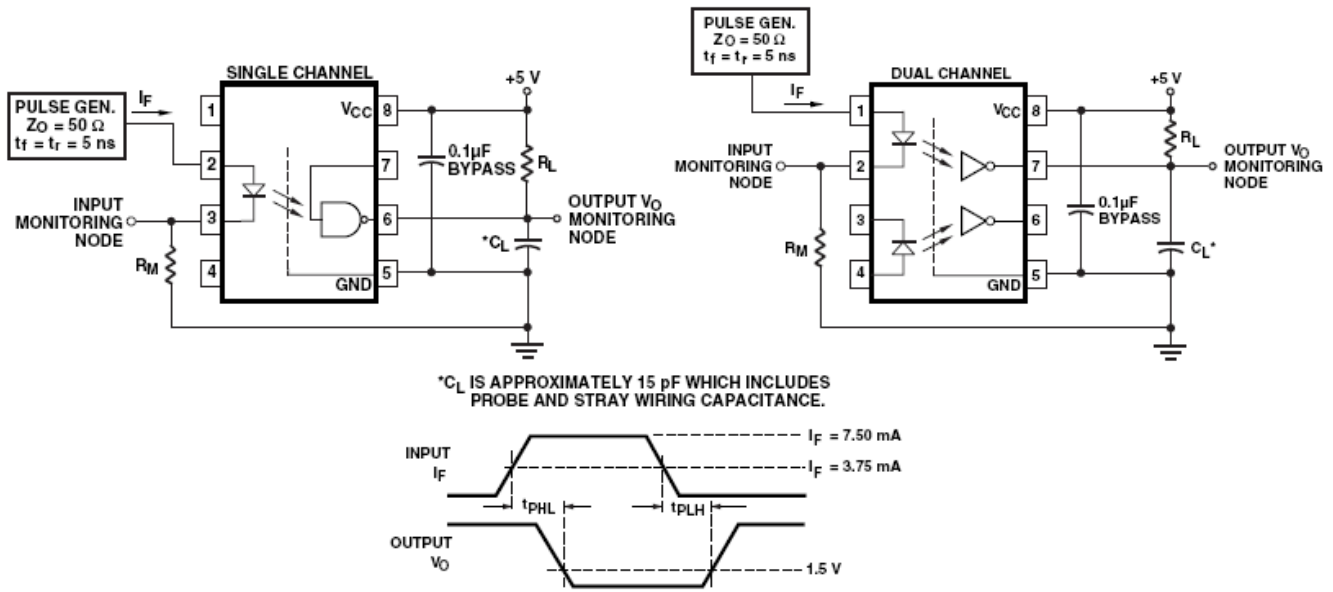 PULSE GEN.
ZO = 50 Ω
tf = tr = 5 ns
IF
SINGLE CHANNEL
1
2
3
4
VCC
8
7
6
5
GND
+5 V
0.1µF
BYPASS
RL
INPUT
MONITORING
NODE
RM
*CL
OUTPUT VO
MONITORING
NODE
PULSE GEN.
ZO = 50 Ω
tf = tr = 5 ns
IF
DUAL CHANNEL
1
2
3
4
VCC
8
7
6
5
GND
+5 V
RL
INPUT
MONITORING
NODE
RM
0.1µF
BYPASS
CL*
OUTPUT VO
MONITORING
NODE
*CL IS APPROXIMATELY 15 pF WHICH INCLUDES
PROBE AND STRAY WIRING CAPACITANCE.
INPUT
IF
IF = 7.50 mA
IF = 3.75 mA
tPHL
tPLH
OUTPUT
VO
1.5 V